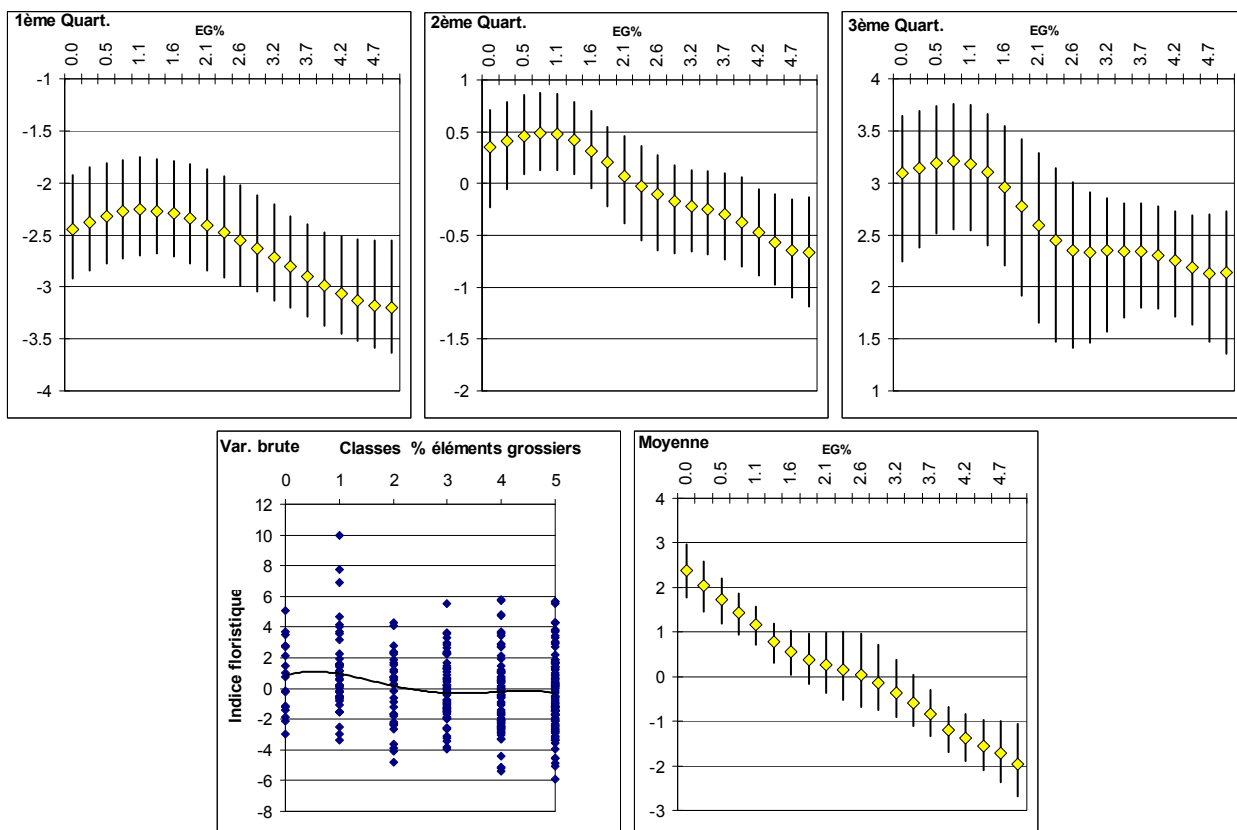 1ème Quart.
EG%
0.0 0.5 1.1 1.6 2.1 2.6 3.2 3.7 4.2 4.7
-1
-1.5
-2
-2.5
-3
-3.5
-4
2ème Quart.
EG%
0.0 0.5 1.1 1.6 2.1 2.6 3.2 3.7 4.2 4.7
1
0.5
0
-0.5
-1
-1.5
-2
3ème Quart.
EG%
0.0 0.5 1.1 1.6 2.1 2.6 3.2 3.7 4.2 4.7
4
3
2
1
Var. brute
Classes % éléments grossiers
0 1 2 3 4 5
12
10
8
6
4
2
0
-2
-4
-6
-8
Indice floristique
Moyenne
EG%
0.0 0.5 1.1 1.6 2.1 2.6 3.2 3.7 4.2 4.7
4
3
2
1
0
-1
-2
-3